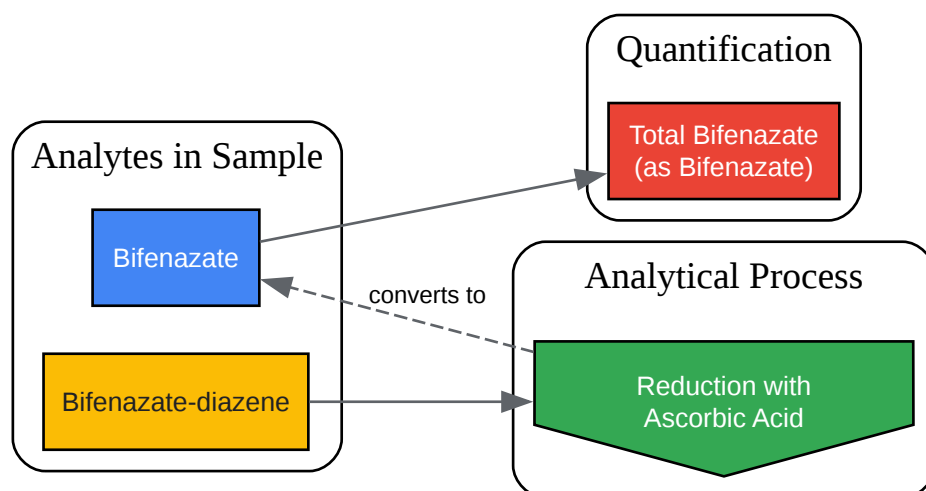 Quantification
Total Bifenazate
(as Bifenazate)
Analytes in Sample
Bifenazate
Bifenazate-diazene
converts to
Analytical Process
Reduction with
Ascorbic Acid